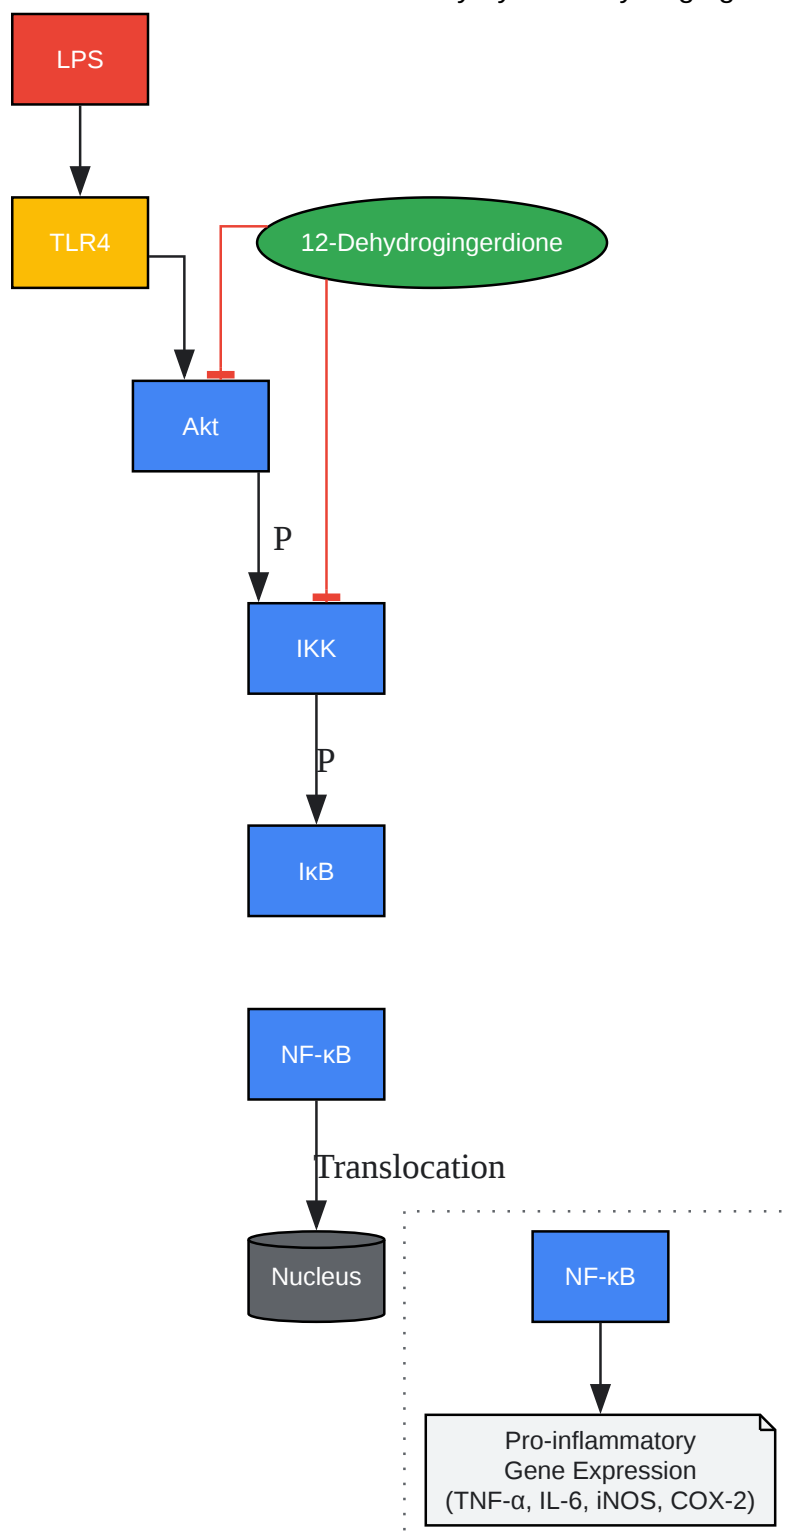 LPS
TLR4
12-Dehydrogingerdione
Akt
P
IKK
P
IκB
NF-κB
Translocation
Nucleus
NF-κB
Pro-inflammatory
Gene Expression
(TNF-α, IL-6, iNOS, COX-2)